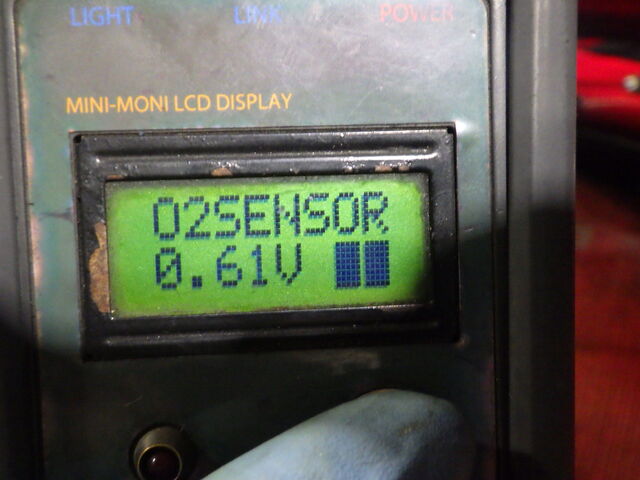 LIGHT LINK POWER
MINI-MONI LCD DISPLAY
O2SENSOR
0.61V